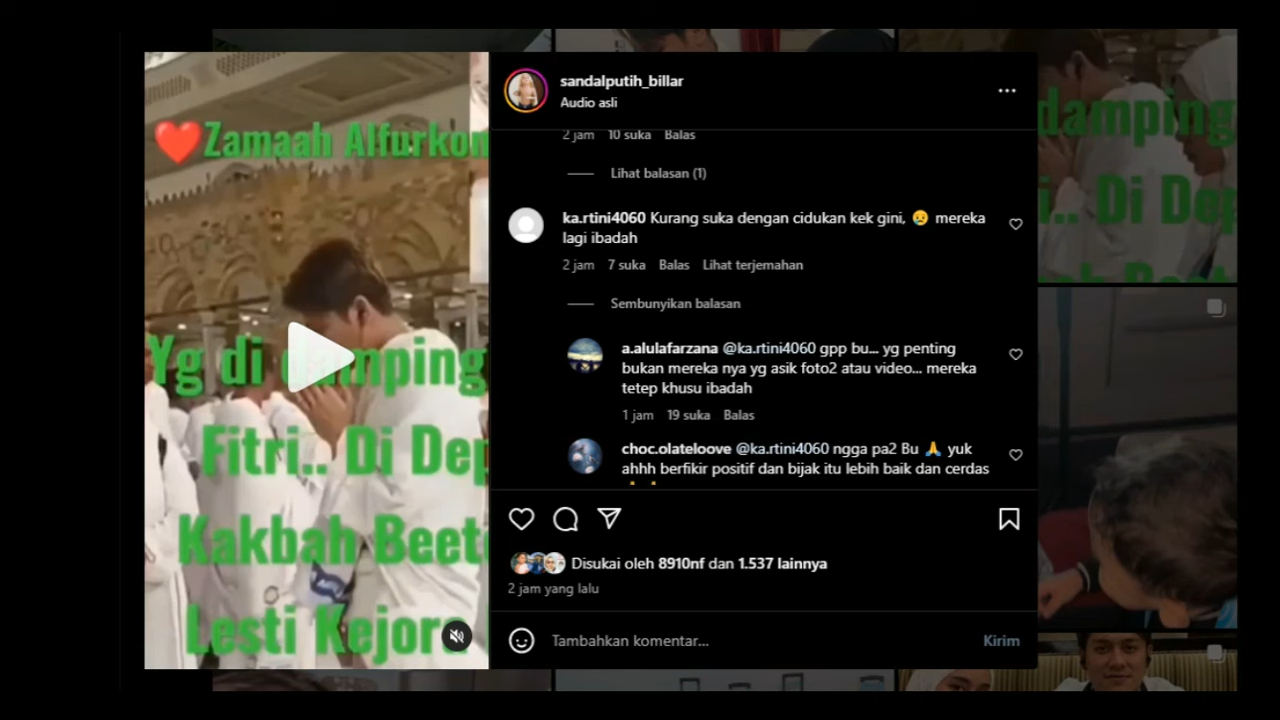 ❤️Zamaah Alfurkon
Yg di damping
Fitri.. Di Dep
Kakbah Beet
Lesti Kejora
sandalputih_billar
Audio asli
2 jam 10 suka Balas
Lihat balasan (1)
ka.rtini4060 Kurang suka dengan cidukan kek gini, 😥 mereka
lagi ibadah
2 jam 7 suka Balas Lihat terjemahan
Sembunyikan balasan
a.alulafarzana @ka.rtini4060 gpp bu... yg penting
bukan mereka nya yg asik foto2 atau video... mereka
tetep khusu ibadah
1 jam 19 suka Balas
choc.olateloove @ka.rtini4060 ngga pa2 Bu 🙏 yuk
ahhh berfikir positif dan bijak itu lebih baik dan cerdas
Disukai oleh 8910nf dan 1.537 lainnya
2 jam yang lalu
Tambahkan komentar...
Kirim
damping
i.. Di Dep